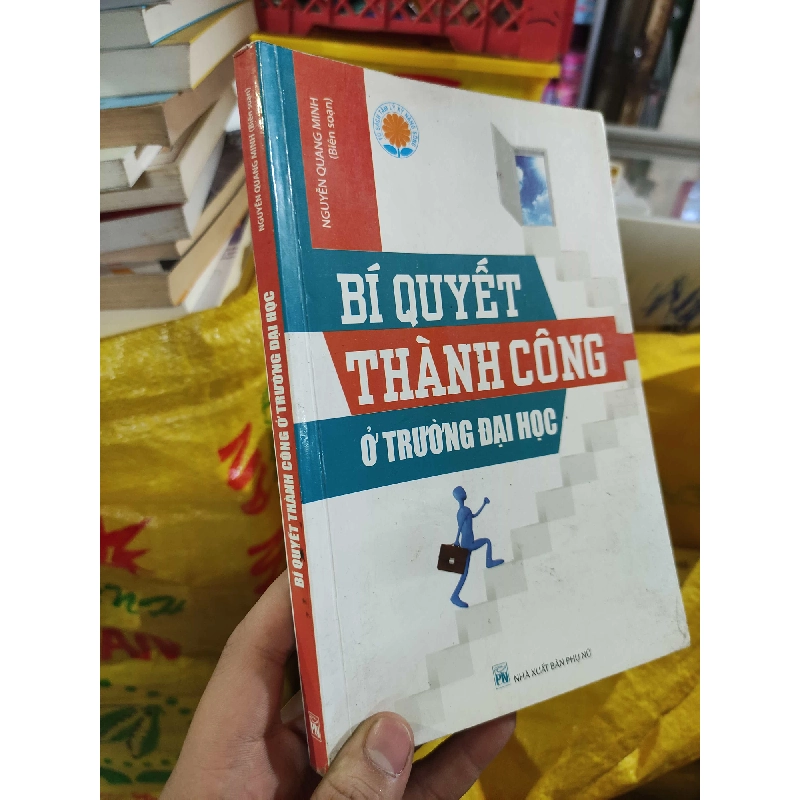 NGUYỄN QUANG MINH (Biên soạn)
BÍ QUYẾT THÀNH CÔNG Ở TRƯỜNG ĐẠI HỌC
NGUYỄN QUANG MINH
(Biên soạn)
BÍ QUYẾT
THÀNH CÔNG
Ở TRƯỜNG ĐẠI HỌC
PN
NHÀ XUẤT BẢN PHỤ NỮ